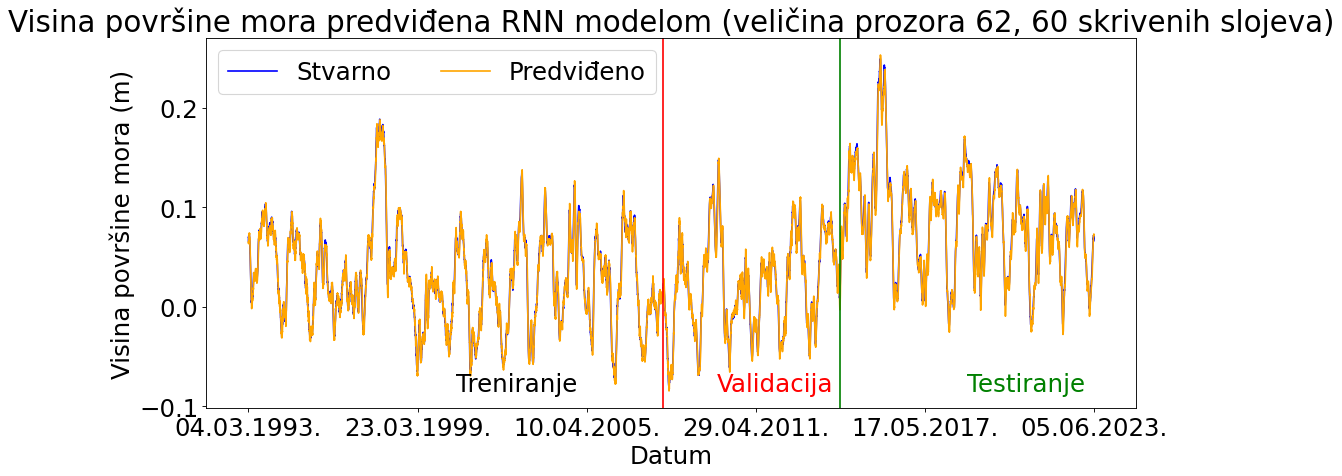 Visina površine mora predviđena RNN modelom (veličina prozora 62, 60 skrivenih slojeva)
Stvarno Predviđeno
Visina površine mora (m)
0.2
0.1
0.0
−0.1
Treniranje Validacija Testiranje
04.03.1993. 23.03.1999. 10.04.2005. 29.04.2011. 17.05.2017. 05.06.2023.
Datum